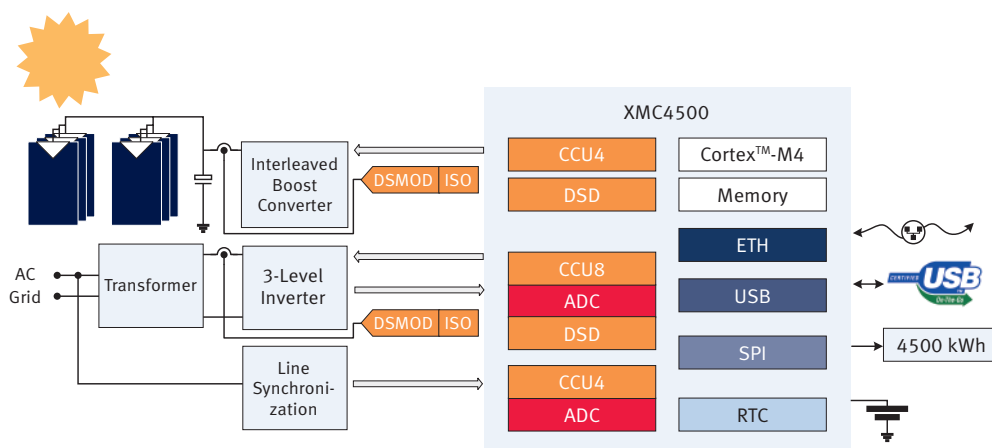 XMC4500
Interleaved
Boost
Converter
DSMOD ISO
CCU4
DSD
Cortex™-M4
Memory
AC
Grid
Transformer
3-Level
Inverter
DSMOD ISO
CCU8
ADC
DSD
ETH
USB
SPI
CERTIFIED
USB
TM
On-The-Go
4500 kWh
Line
Synchroni-
zation
CCU4
ADC
RTC